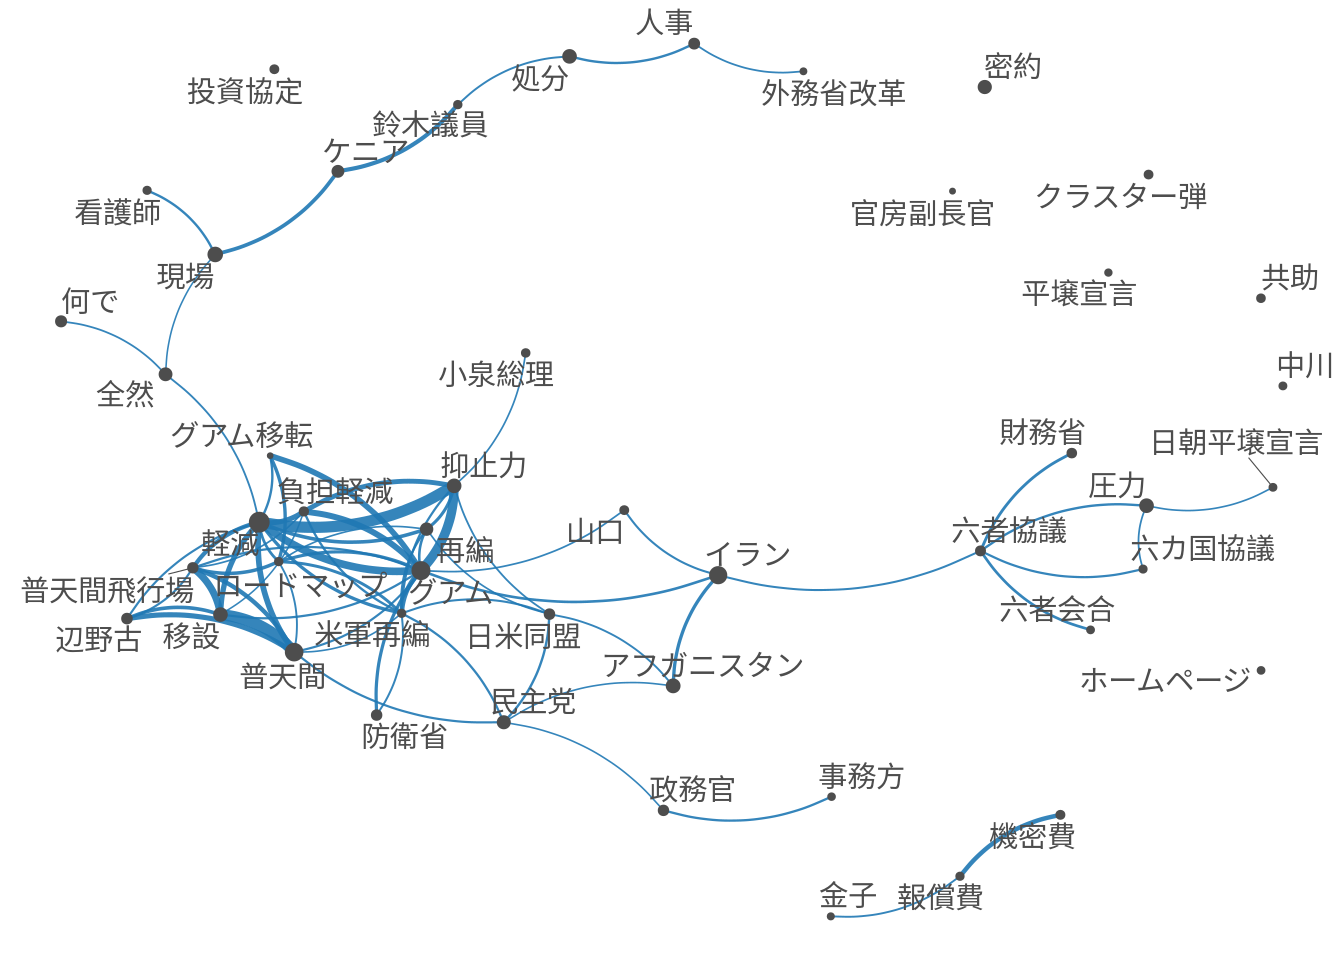 人事
処分
外務省改革
密約
投資協定
鈴木議員
ケニア
看護師
官房副長官
クラスター弾
現場
何で
平壌宣言
共助
小泉総理
全然
中川
グアム移転
財務省
日朝平壌宣言
抑止力
負担軽減
圧力
山口
六者協議
軽減
再編
イラン
六カ国協議
普天間飛行場
ロードマップ
グアム
六者会合
辺野古
移設
米軍再編
日米同盟
普天間
アフガニスタン
ホームページ
民主党
防衛省
政務官
事務方
機密費
金子
報償費